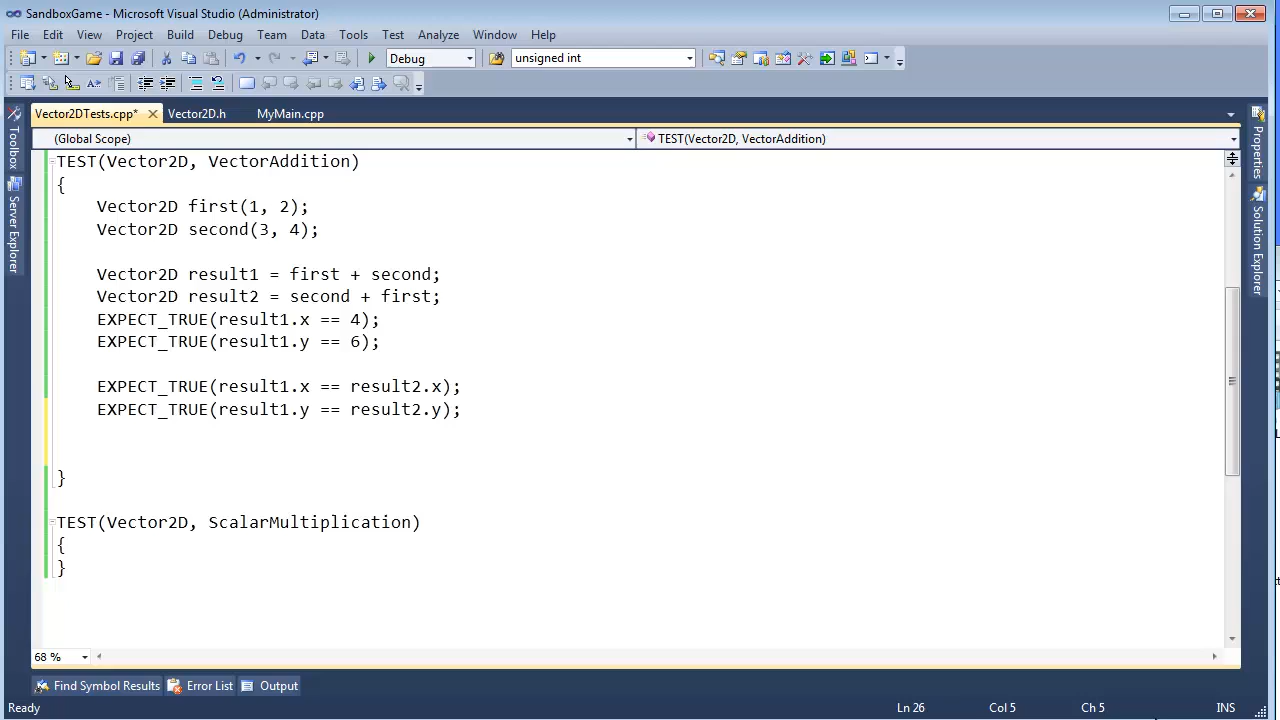 SandboxGame - Microsoft Visual Studio (Administrator)
File Edit View Project Build Debug Team Data Tools Test Analyze Window Help
Debug unsigned int
Vector2DTests.cpp* Vector2D.h MyMain.cpp
(Global Scope) TEST(Vector2D, VectorAddition)
Toolbox
Server Explorer
Properties
Solution Explorer
TEST(Vector2D, VectorAddition)
{
Vector2D first(1, 2);
Vector2D second(3, 4);
Vector2D result1 = first + second;
Vector2D result2 = second + first;
EXPECT_TRUE(result1.x == 4);
EXPECT_TRUE(result1.y == 6);
EXPECT_TRUE(result1.x == result2.x);
EXPECT_TRUE(result1.y == result2.y);
}
TEST(Vector2D, ScalarMultiplication)
{
}
68 %
Find Symbol Results Error List Output
Ready Ln 26 Col 5 Ch 5 INS